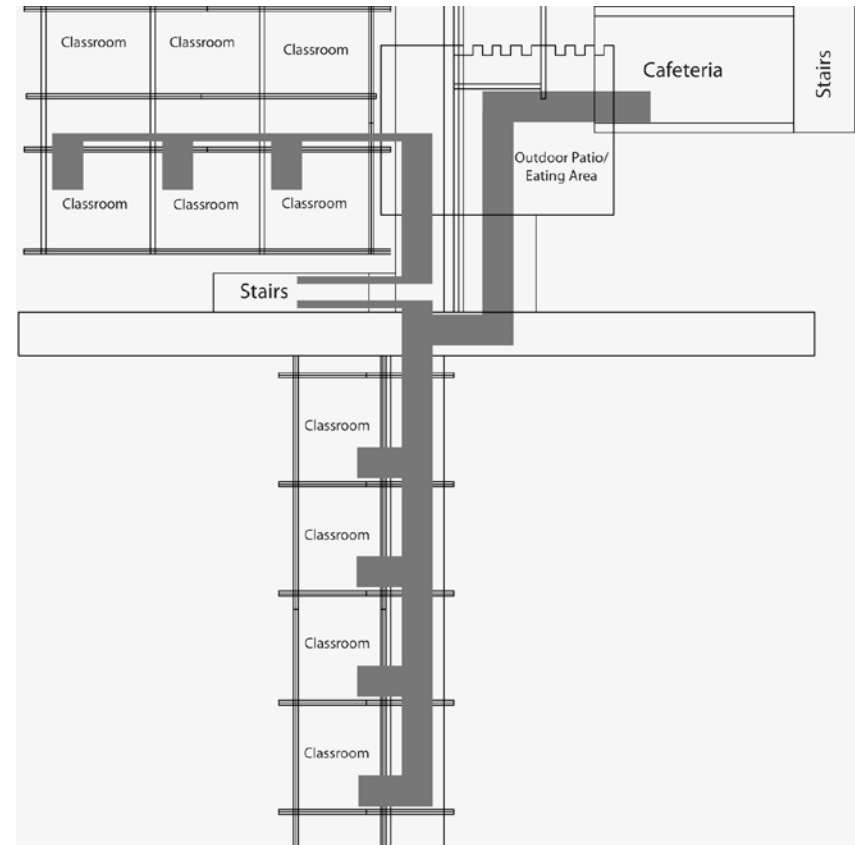 Classroom
Classroom
Classroom
Cafeteria
Stairs
Outdoor Patio/
Eating Area
Classroom
Classroom
Classroom
Stairs
Classroom
Classroom
Classroom
Classroom